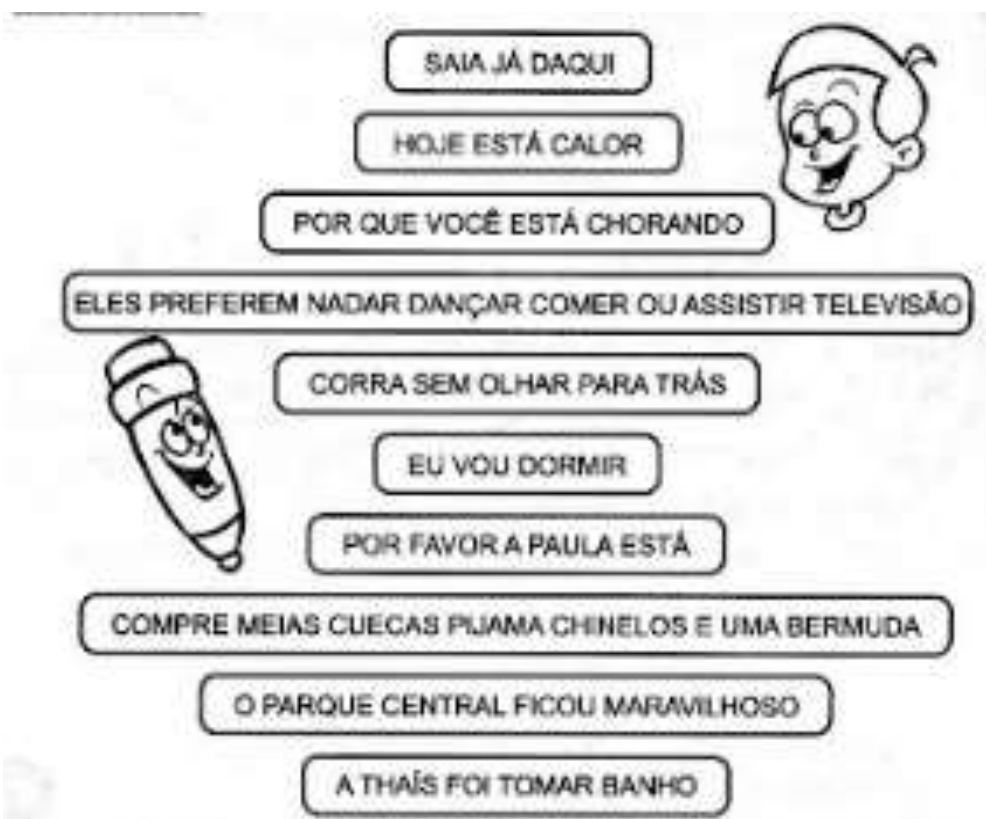 SAIA JÁ DAQUI
HOJE ESTÁ CALOR
POR QUE VOCÊ ESTÁ CHORANDO
ELES PREFEREM NADAR DANÇAR COMER OU ASSISTIR TELEVISÃO
CORRA SEM OLHAR PARA TRÁS
EU VOU DORMIR
POR FAVOR A PAULA ESTÁ
COMPRE MEIAS CUECAS PIJAMA CHINELOS E UMA BERMUDA
O PARQUE CENTRAL FICOU MARAVILHOSO
A THAÍS FOI TOMAR BANHO